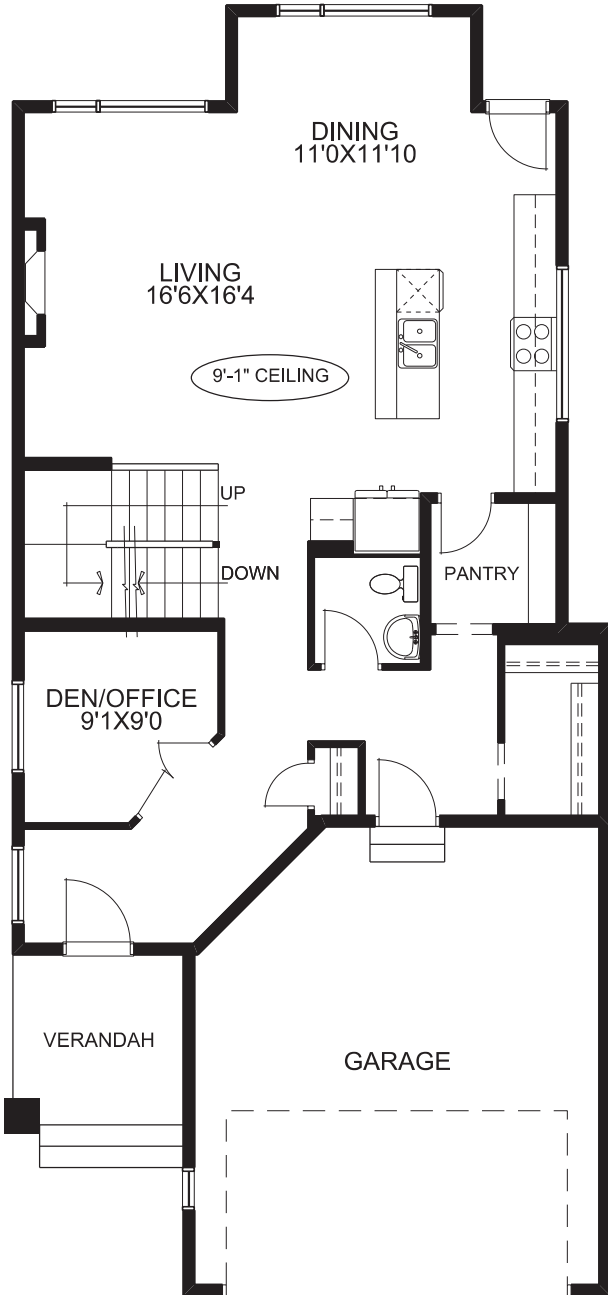 DINING
11'0X11'10
LIVING
16'6X16'4
9'-1" CEILING
UP
DOWN
PANTRY
DEN/OFFICE
9'1X9'0
VERANDAH
GARAGE